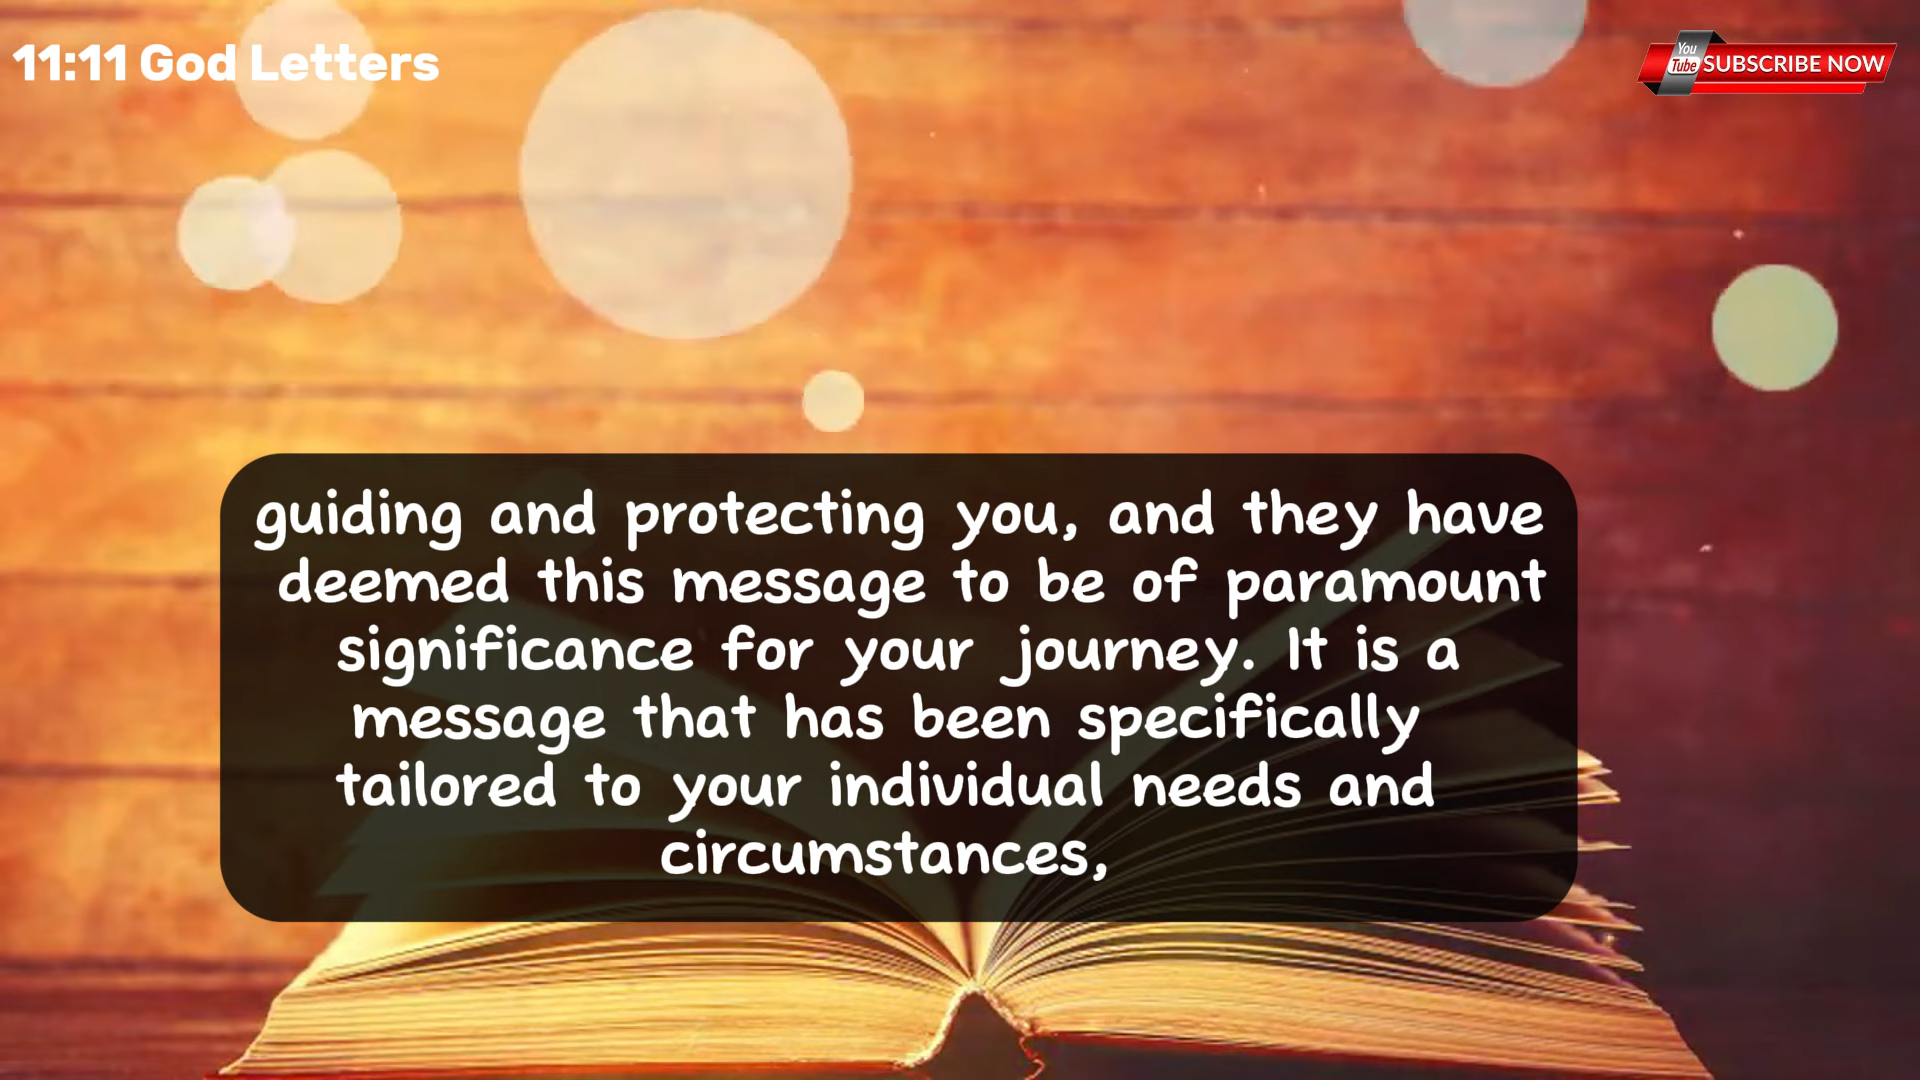 11:11 God Letters
You
Tube
SUBSCRIBE NOW
guiding and protecting you, and they have
deemed this message to be of paramount
significance for your journey. It is a
message that has been specifically
tailored to your individual needs and
circumstances,